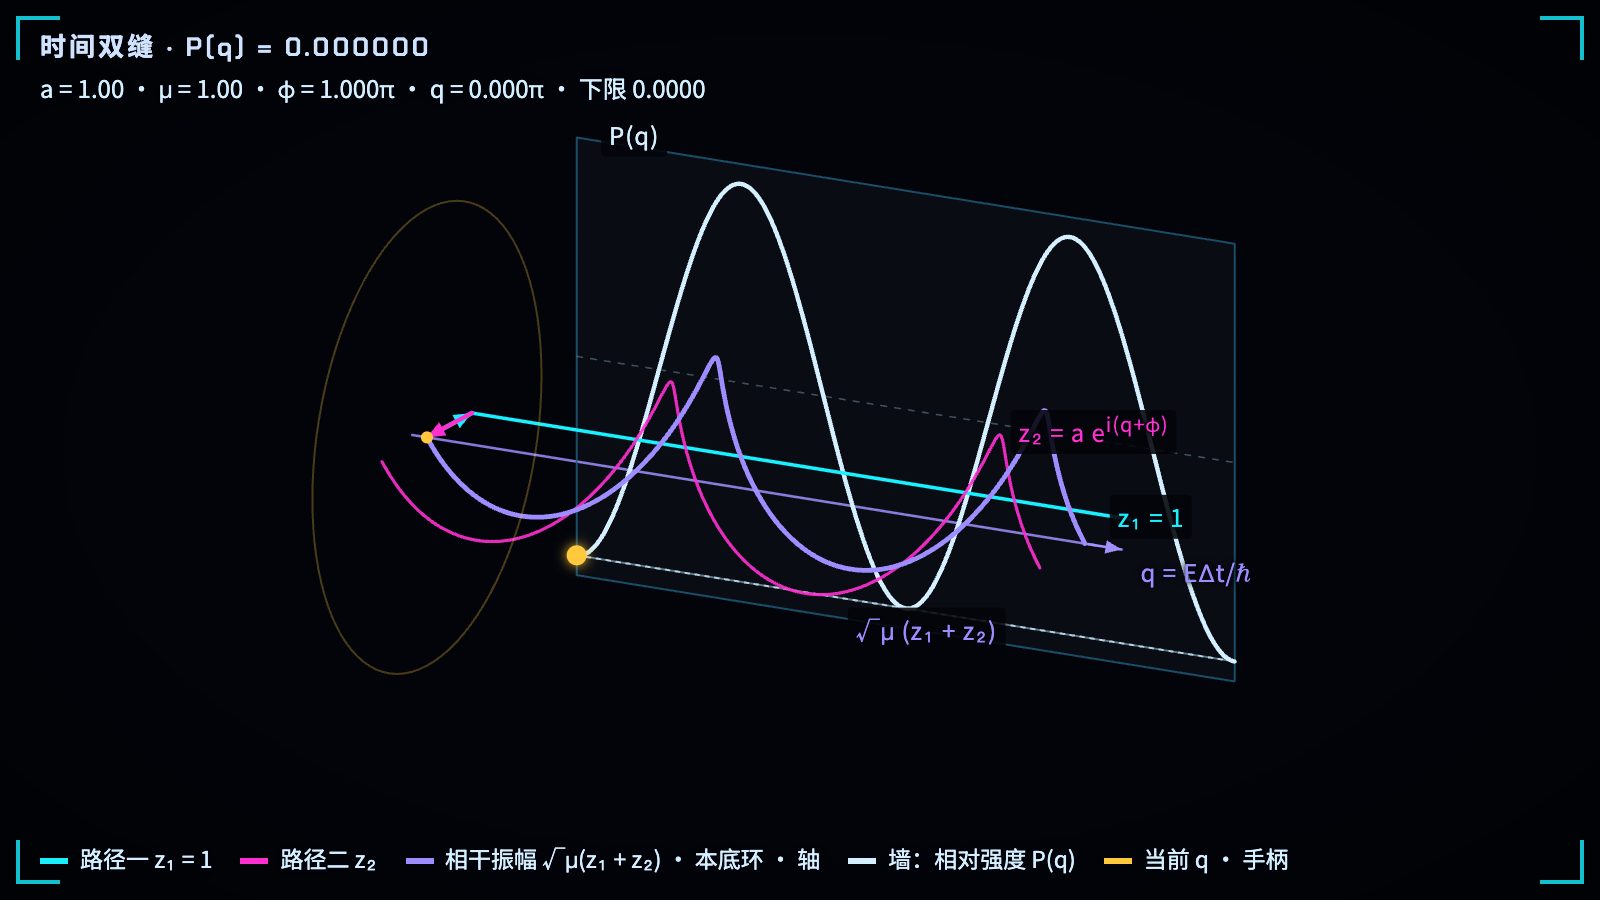 时间双缝 · P(q) = 0.000000
a = 1.00 • μ = 1.00 • ϕ = 1.000π • q = 0.000π • 下限 0.0000
P(q)
z₂ = a e^{i(q+ϕ)}
z₁ = 1
q = EΔt/ℏ
√μ (z₁ + z₂)
路径一 z₁ = 1
路径二 z₂
相干振幅 √μ(z₁ + z₂) • 本底环 • 轴
墙：相对强度 P(q)
当前 q • 手柄